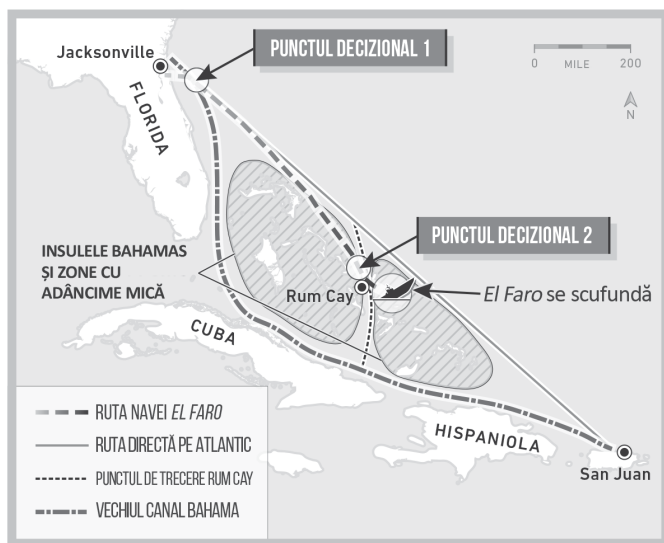 Jacksonville
PUNCTUL DECIZIONAL 1
0 MILE 200
N
FLORIDA
PUNCTUL DECIZIONAL 2
INSULELE BAHAMAS
ȘI ZONE CU
ADÂNCIME MICĂ
Rum Cay
El Faro se scufundă
CUBA
RUTA NAVEI EL FARO
RUTA DIRECTĂ PE ATLANTIC
PUNCTUL DE TRECERE RUM CAY
VECHIUL CANAL BAHAMA
HISPANIOLA
San Juan